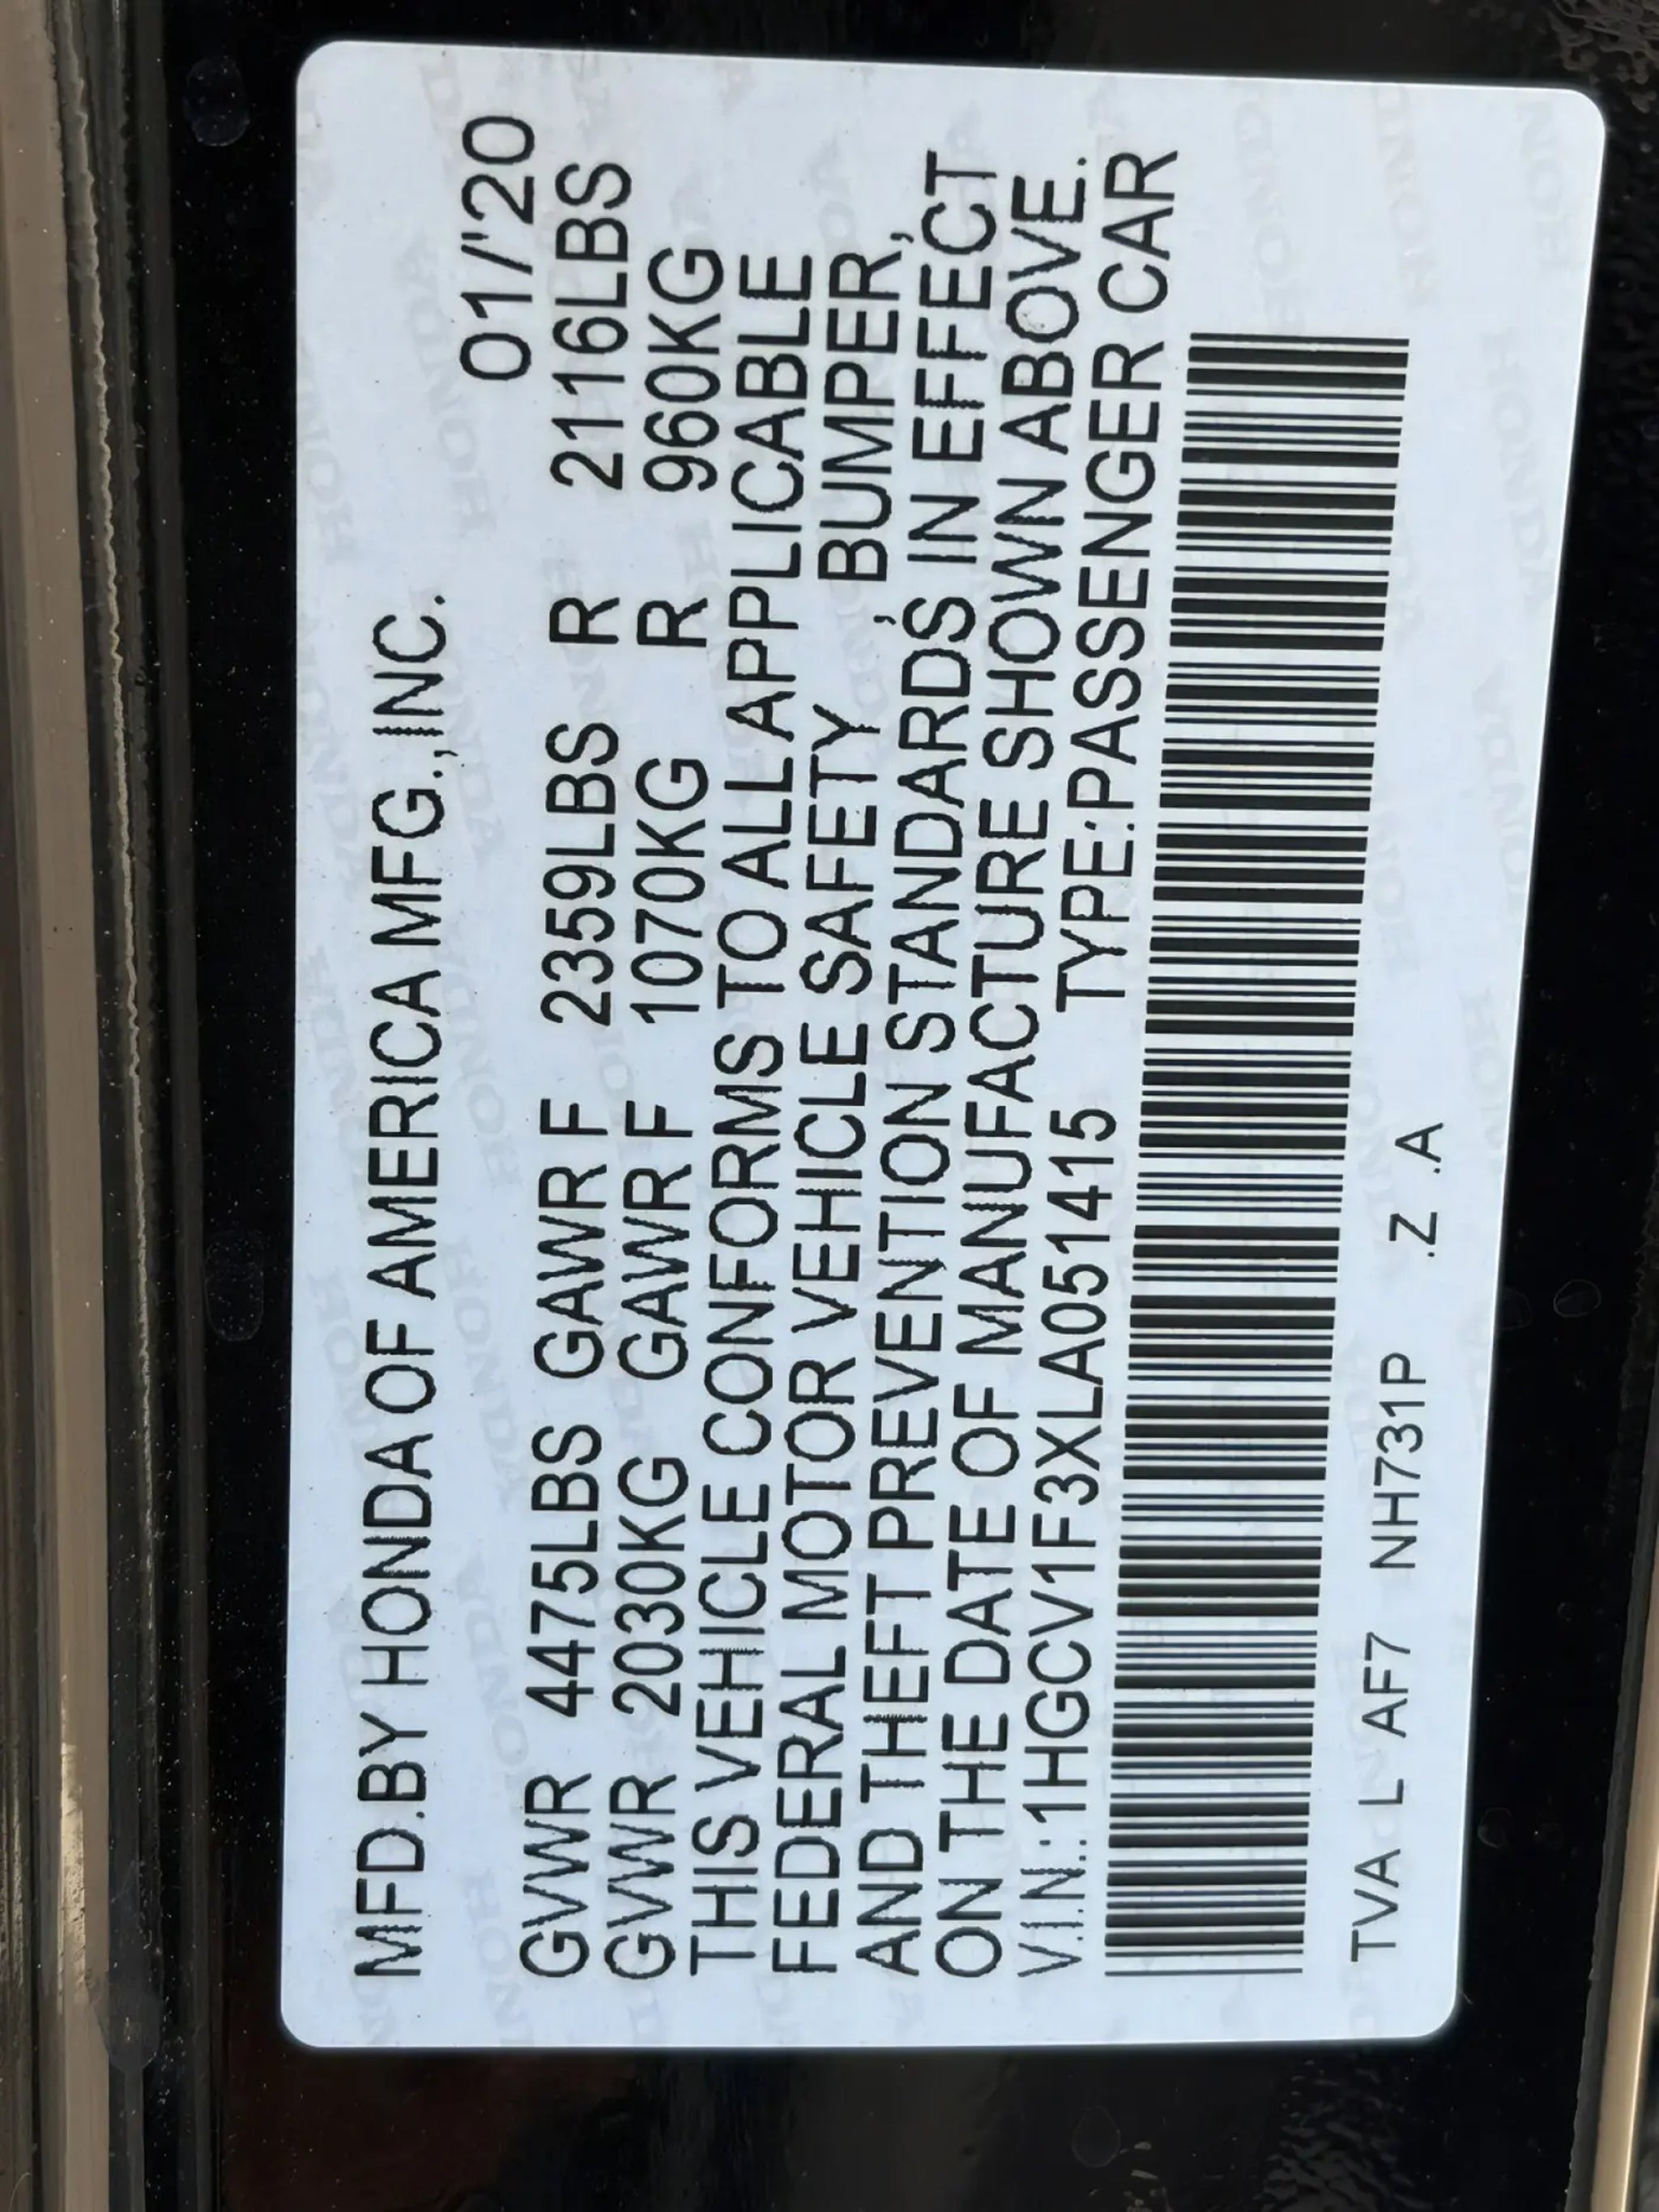 MFD.BY HONDA OF AMERICA MFG.,INC.
01/'20
GVWR 4475LBS GAWR F 2359LBS R 2116LBS
GVWR 2030KG GAWR F 1070KG R 960KG
THIS VEHICLE CONFORMS TO ALL APPLICABLE
FEDERAL MOTOR VEHICLE SAFETY , BUMPER,
AND THEFT PREVENTION STANDARDS IN EFFECT
ON THE DATE OF MANUFACTURE SHOWN ABOVE.
V.I.N.:1HGCV1F3XLA051415 TYPE:PASSENGER CAR
TVA L AF7 NH731P .Z .A